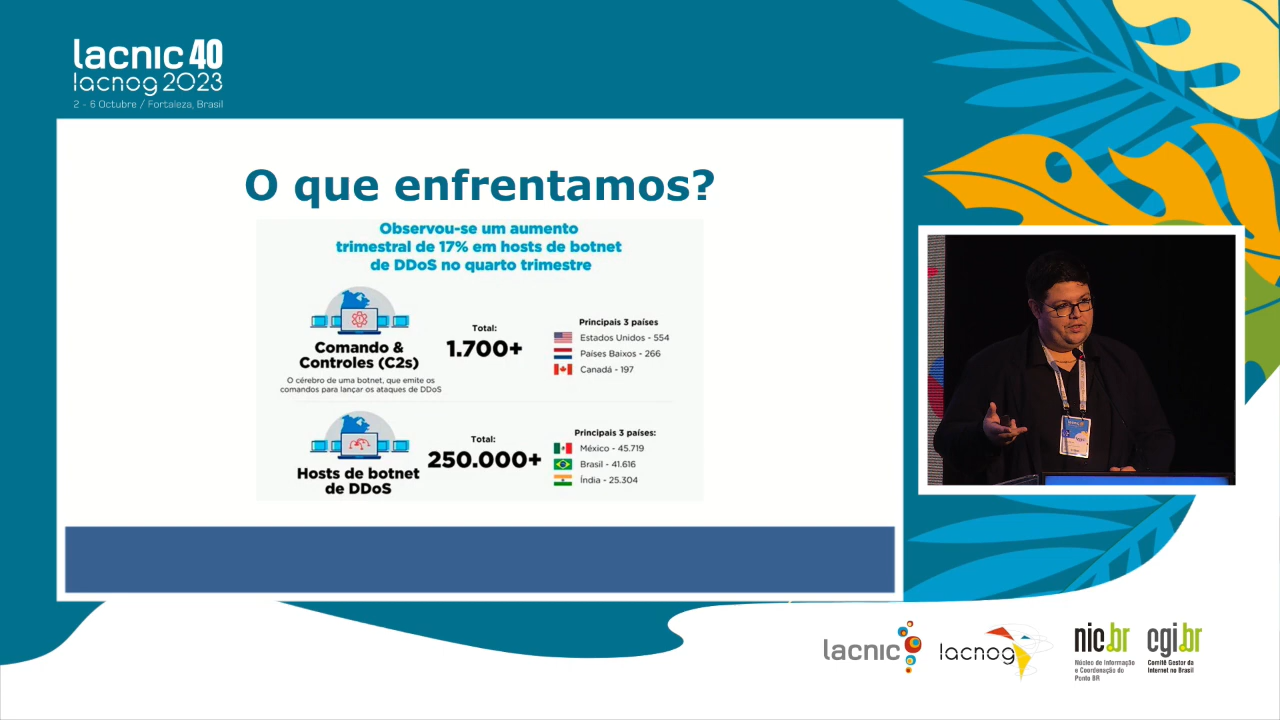 lacnic 40
lacnog 2023
2 - 6 Octubre / Fortaleza, Brasil
O que enfrentamos?
Observou-se um aumento
trimestral de 17% em hosts de botnet
de DDoS no quarto trimestre
Comando &
Controles (C2s)
O cérebro de uma botnet, que emite os
comandos para lançar os ataques de DDoS
Total:
1.700+
Principais 3 países
Estados Unidos - 554
Países Baixos - 266
Canadá - 197
Hosts de botnet
de DDoS
Total:
250.000+
Principais 3 países:
México - 45.719
Brasil - 41.616
Índia - 25.304
lacnic
lacnog
nic.br
Núcleo de Informação
e Coordenação do
Ponto BR
cgi.br
Comitê Gestor da
Internet no Brasil